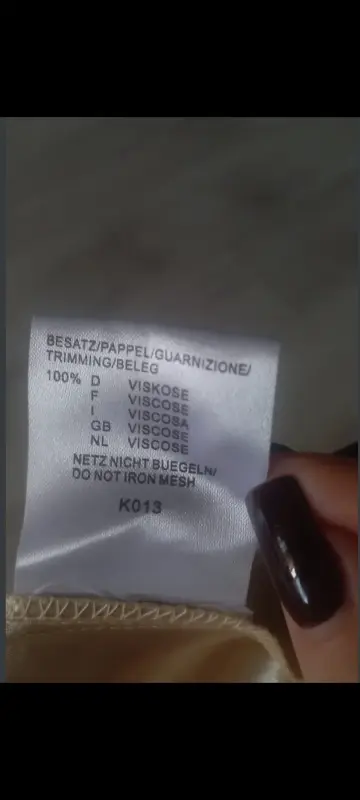 BESATZ/PAPPEL/GUARNIZIONE/
TRIMMING/BELEG
100% D VISKOSE
F VISCOSE
I VISCOSA
GB VISCOSE
NL VISCOSE
NETZ NICHT BUEGELN/
DO NOT IRON MESH
K013